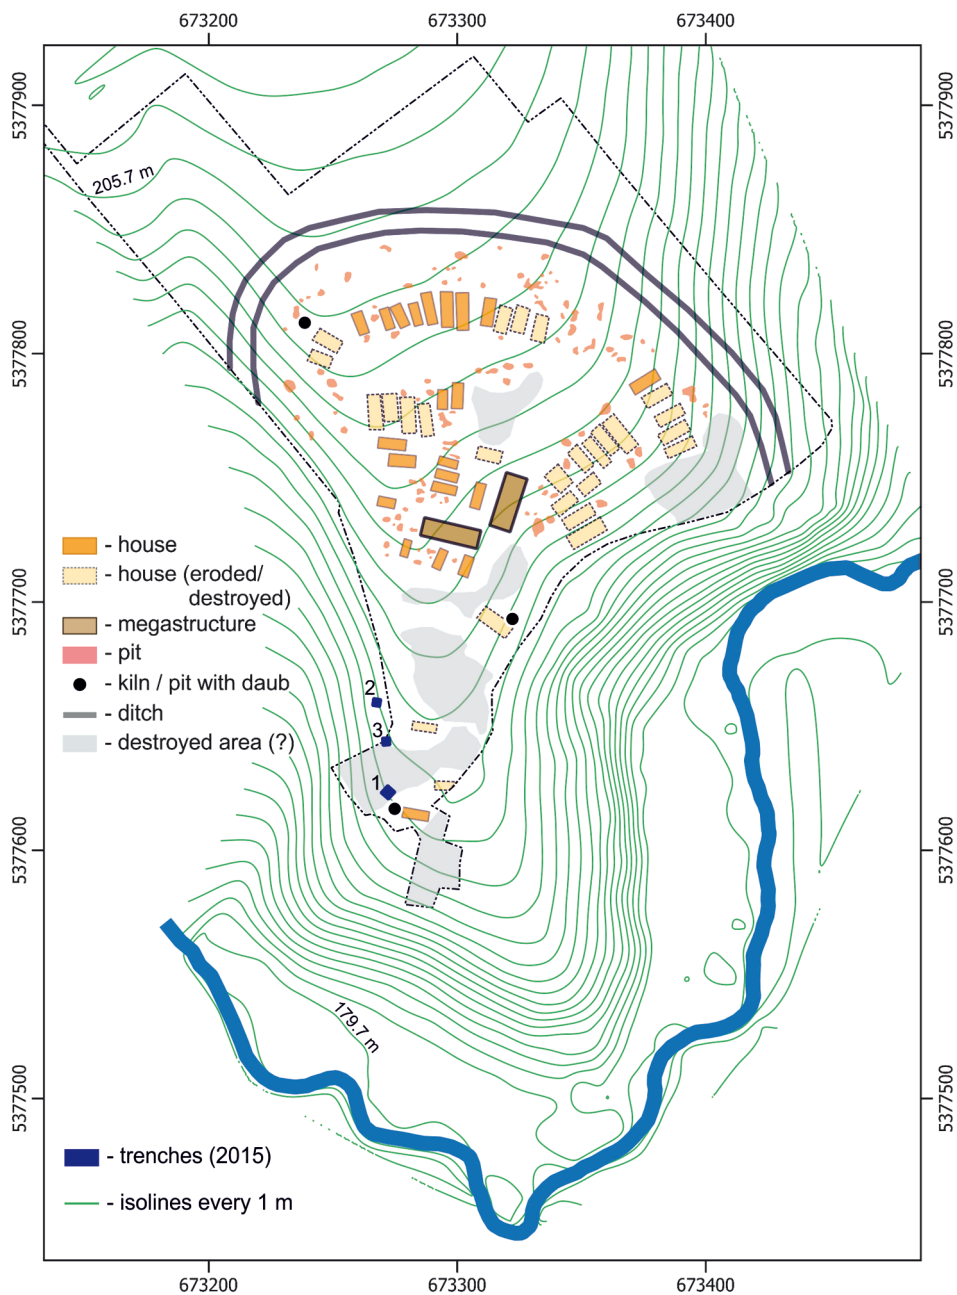 673200
673300
673400
5377900
5377900
205.7 m
5377800
5377800
- house
- house (eroded/
destroyed)
- megastructure
- pit
- kiln / pit with daub
- ditch
- destroyed area (?)
5377700
5377700
2
3
1
5377600
5377600
179.7 m
5377500
5377500
- trenches (2015)
- isolines every 1 m
673200
673300
673400